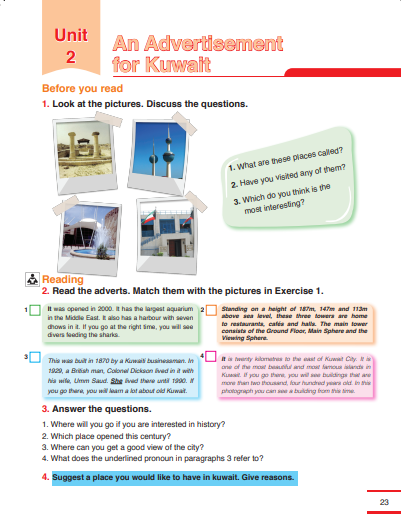 Unit
2
An Advertisement
for Kuwait
Before you read
1. Look at the pictures. Discuss the questions.
1. What are these places called?
2. Have you visited any of them?
3. Which do you think is the
most interesting?
Reading
2. Read the adverts. Match them with the pictures in Exercise 1.
1
It was opened in 2000. It has the largest aquarium
in the Middle East. It also has a harbour with seven
dhows in it. If you go at the right time, you will see
divers feeding the sharks.
2
Standing on a height of 187m, 147m and 113m
above sea level, these three towers are home
to restaurants, cafés and halls. The main tower
consists of the Ground Floor, Main Sphere and the
Viewing Sphere.
3
This was built in 1870 by a Kuwaiti businessman. In
1929, a British man, Colonel Dickson lived in it with
his wife, Umm Saud. She lived there until 1990. If
you go there, you will learn a lot about old Kuwait.
4
It is twenty kilometres to the east of Kuwait City. It is
one of the most beautiful and most famous islands in
Kuwait. If you go there, you will see buildings that are
more than two thousand, four hundred years old. In this
photograph you can see a building from this time.
3. Answer the questions.
1. Where will you go if you are interested in history?
2. Which place opened this century?
3. Where can you get a good view of the city?
4. What does the underlined pronoun in paragraphs 3 refer to?
4. Suggest a place you would like to have in kuwait. Give reasons.
23